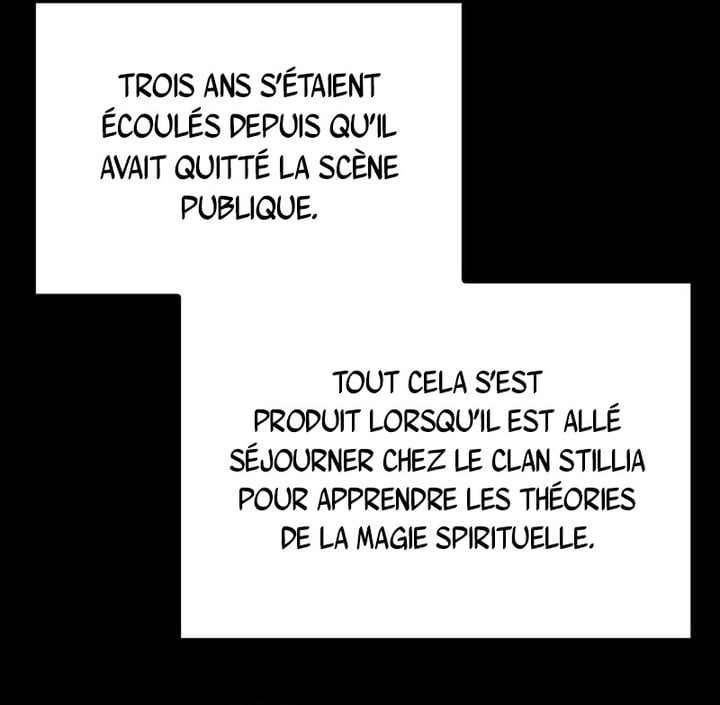 TROIS ANS S'ÉTAIENT
ÉCOULÉS DEPUIS QU'IL
AVAIT QUITTÉ LA SCÈNE
PUBLIQUE.
TOUT CELA S'EST
PRODUIT LORSQU'IL EST ALLÉ
SÉJOURNER CHEZ LE CLAN STILLIA
POUR APPRENDRE LES THÉORIES
DE LA MAGIE SPIRITUELLE.